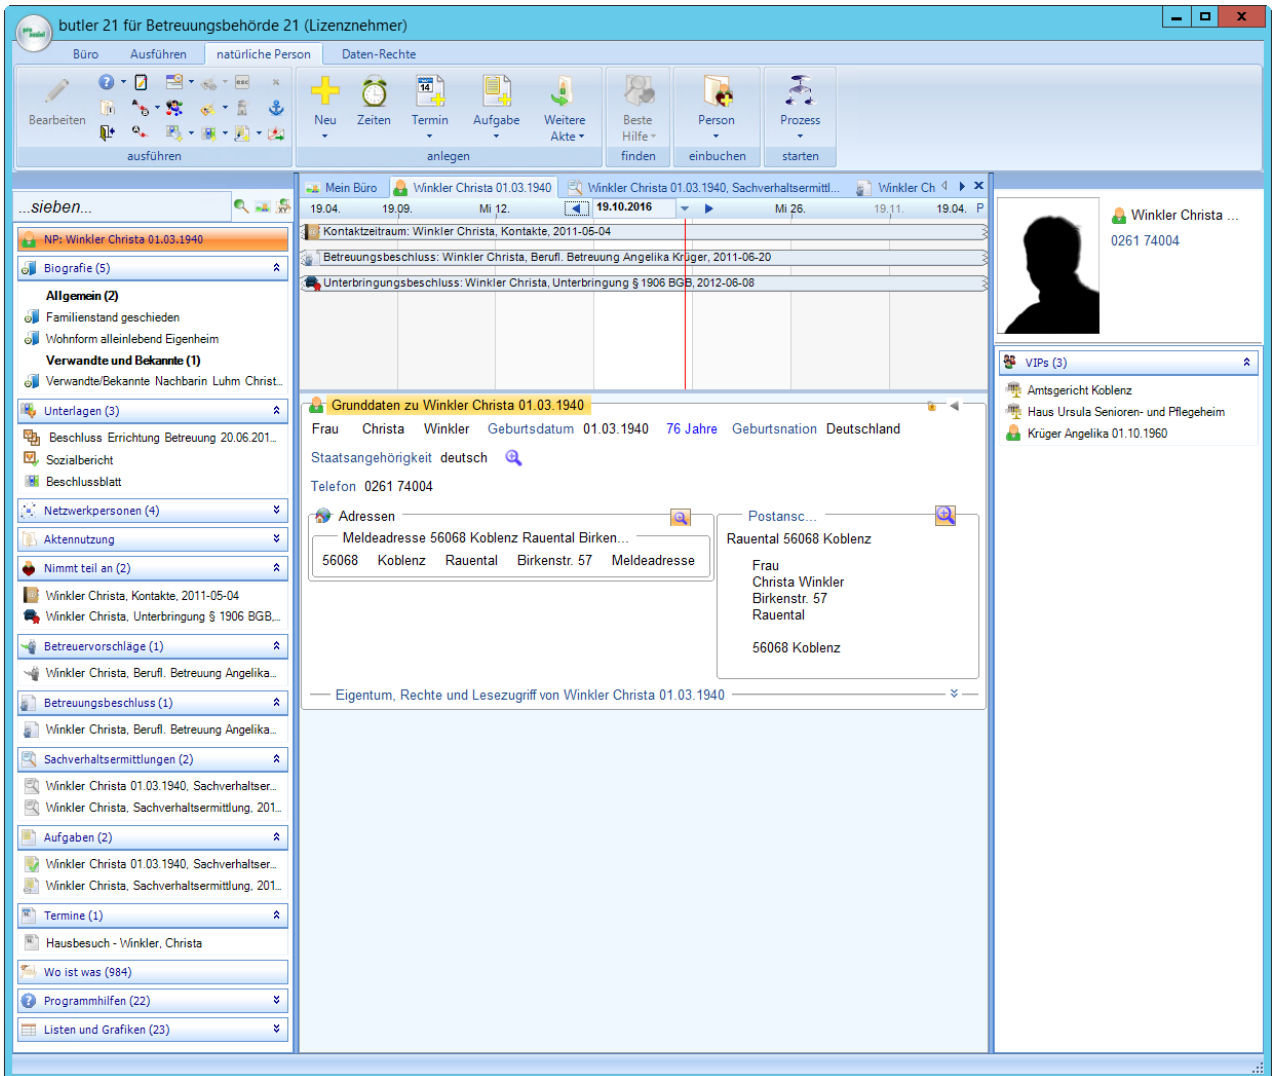 butler 21 für Betreuungsbehörde 21 (Lizenznehmer)
Büro Ausführen natürliche Person Daten-Rechte
Bearbeiten
Neu Zeiten Termin Aufgabe Weitere Akte Beste Hilfe Person Prozess
ausführen anlegen finden einbuchen starten
...sieben...
NP: Winkler Christa 01.03.1940
Biografie (5)
Allgemein (2)
Familienstand geschieden
Wohnform alleinlebend Eigenheim
Verwandte und Bekannte (1)
Verwandte/Bekannte Nachbarin Luhm Christ...
Unterlagen (3)
Beschluss Errichtung Betreuung 20.06.201...
Sozialbericht
Beschlussblatt
Netzwerkpersonen (4)
Aktennutzung
Nimmt teil an (2)
Winkler Christa, Kontakte, 2011-05-04
Winkler Christa, Unterbringung § 1906 BGB,...
Betreuervorschläge (1)
Winkler Christa, Berufl. Betreuung Angelika...
Betreuungsbeschluss (1)
Winkler Christa, Berufl. Betreuung Angelika...
Sachverhaltsermittlungen (2)
Winkler Christa 01.03.1940, Sachverhaltser...
Winkler Christa, Sachverhaltsermittlung, 201...
Aufgaben (2)
Winkler Christa 01.03.1940, Sachverhaltser...
Winkler Christa, Sachverhaltsermittlung, 201...
Termine (1)
Hausbesuch - Winkler, Christa
Wo ist was (984)
Programmhilfen (22)
Listen und Grafiken (23)
Mein Büro Winkler Christa 01.03.1940 Winkler Christa 01.03.1940, Sachverhaltsermittl... Winkler Ch
19.04. 19.09. Mi 12. 19.10.2016 Mi 26. 19.11. 19.04. P
Kontaktzeitraum: Winkler Christa, Kontakte, 2011-05-04
Betreuungsbeschluss: Winkler Christa, Berufl. Betreuung Angelika Krüger, 2011-06-20
Unterbringungsbeschluss: Winkler Christa, Unterbringung § 1906 BGB, 2012-06-08
Grunddaten zu Winkler Christa 01.03.1940
Frau Christa Winkler Geburtsdatum 01.03.1940 76 Jahre Geburtsnation Deutschland
Staatsangehörigkeit deutsch
Telefon 0261 74004
Adressen
Meldeadresse 56068 Koblenz Rauental Birken...
56068 Koblenz Rauental Birkenstr. 57 Meldeadresse
Postansc...
Rauental 56068 Koblenz
Frau
Christa Winkler
Birkenstr. 57
Rauental
56068 Koblenz
Eigentum, Rechte und Lesezugriff von Winkler Christa 01.03.1940
Winkler Christa ...
0261 74004
VIPs (3)
Amtsgericht Koblenz
Haus Ursula Senioren- und Pflegeheim
Krüger Angelika 01.10.1960